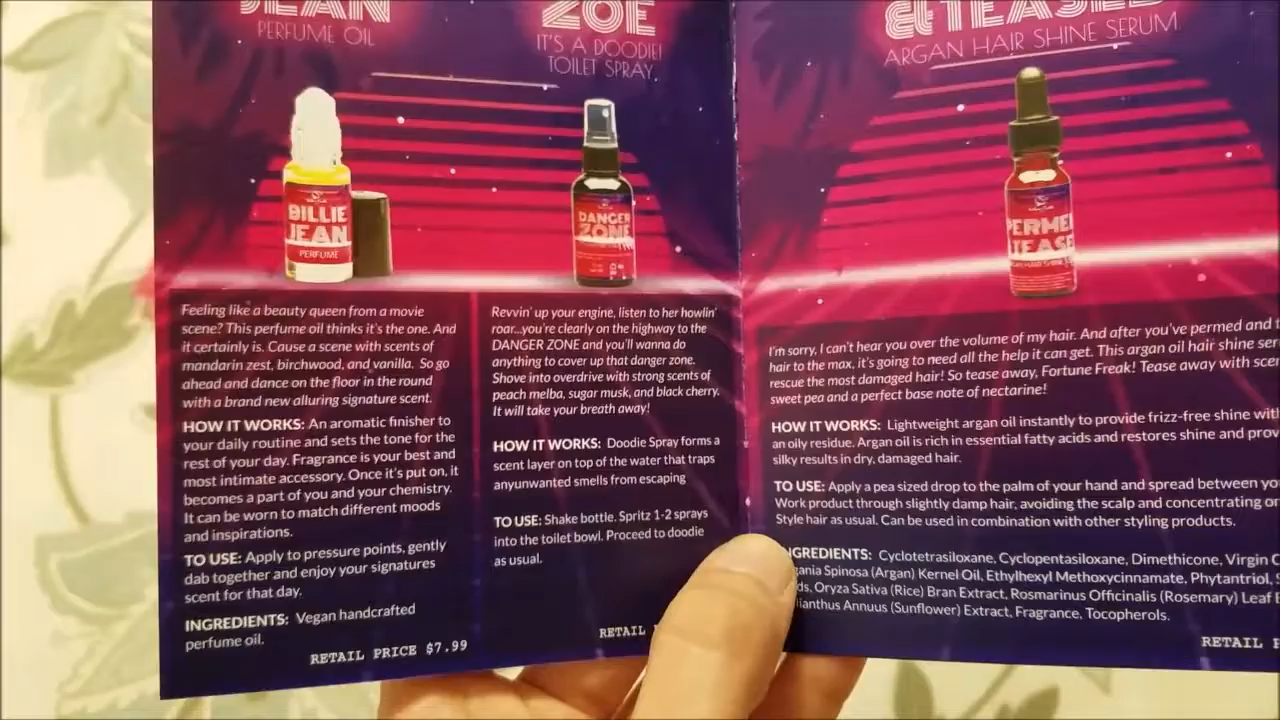 JEAN
PERFUME OIL
BILLIE
JEAN
PERFUME
Feeling like a beauty queen from a movie
scene? This perfume oil thinks it's the one. And
it certainly is. Cause a scene with scents of
mandarin zest, birchwood, and vanilla. So go
ahead and dance on the floor in the round
with a brand new alluring signature scent.
HOW IT WORKS: An aromatic finisher to
your daily routine and sets the tone for the
rest of your day. Fragrance is your best and
most intimate accessory. Once it's put on, it
becomes a part of you and your chemistry.
It can be worn to match different moods
and inspirations.
TO USE: Apply to pressure points, gently
dab together and enjoy your signatures
scent for that day.
INGREDIENTS: Vegan handcrafted
perfume oil.
RETAIL PRICE $7.99
ZOE
IT'S A DOODIE!
TOILET SPRAY
DANGER
ZONE
Revvin' up your engine, listen to her howlin'
roar...you're clearly on the highway to the
DANGER ZONE and you'll wanna do
anything to cover up that danger zone.
Shove into overdrive with strong scents of
peach melba, sugar musk, and black cherry.
It will take your breath away!
HOW IT WORKS: Doodie Spray forms a
scent layer on top of the water that traps
anyunwanted smells from escaping
TO USE: Shake bottle. Spritz 1-2 sprays
into the toilet bowl. Proceed to doodie
as usual.
RETAIL
& TEASED
ARGAN HAIR SHINE SERUM
PERME
TEASE
I'm sorry, I can't hear you over the volume of my hair. And after you've permed and t
hair to the max, it's going to need all the help it can get. This argan oil hair shine ser
rescue the most damaged hair! So tease away, Fortune Freak! Tease away with scen
sweet pea and a perfect base note of nectarine!
HOW IT WORKS: Lightweight argan oil instantly to provide frizz-free shine with
an oily residue. Argan oil is rich in essential fatty acids and restores shine and prov
silky results in dry, damaged hair.
TO USE: Apply a pea sized drop to the palm of your hand and spread between yo
Work product through slightly damp hair, avoiding the scalp and concentrating on
Style hair as usual. Can be used in combination with other styling products.
NGREDIENTS: Cyclotetrasiloxane, Cyclopentasiloxane, Dimethicone, Virgin C
gania Spinosa (Argan) Kernel Oil, Ethylhexyl Methoxycinnamate, Phytantriol, S
ds, Oryza Sativa (Rice) Bran Extract, Rosmarinus Officinalis (Rosemary) Leaf E
lianthus Annuus (Sunflower) Extract, Fragrance, Tocopherols.
RETAIL P